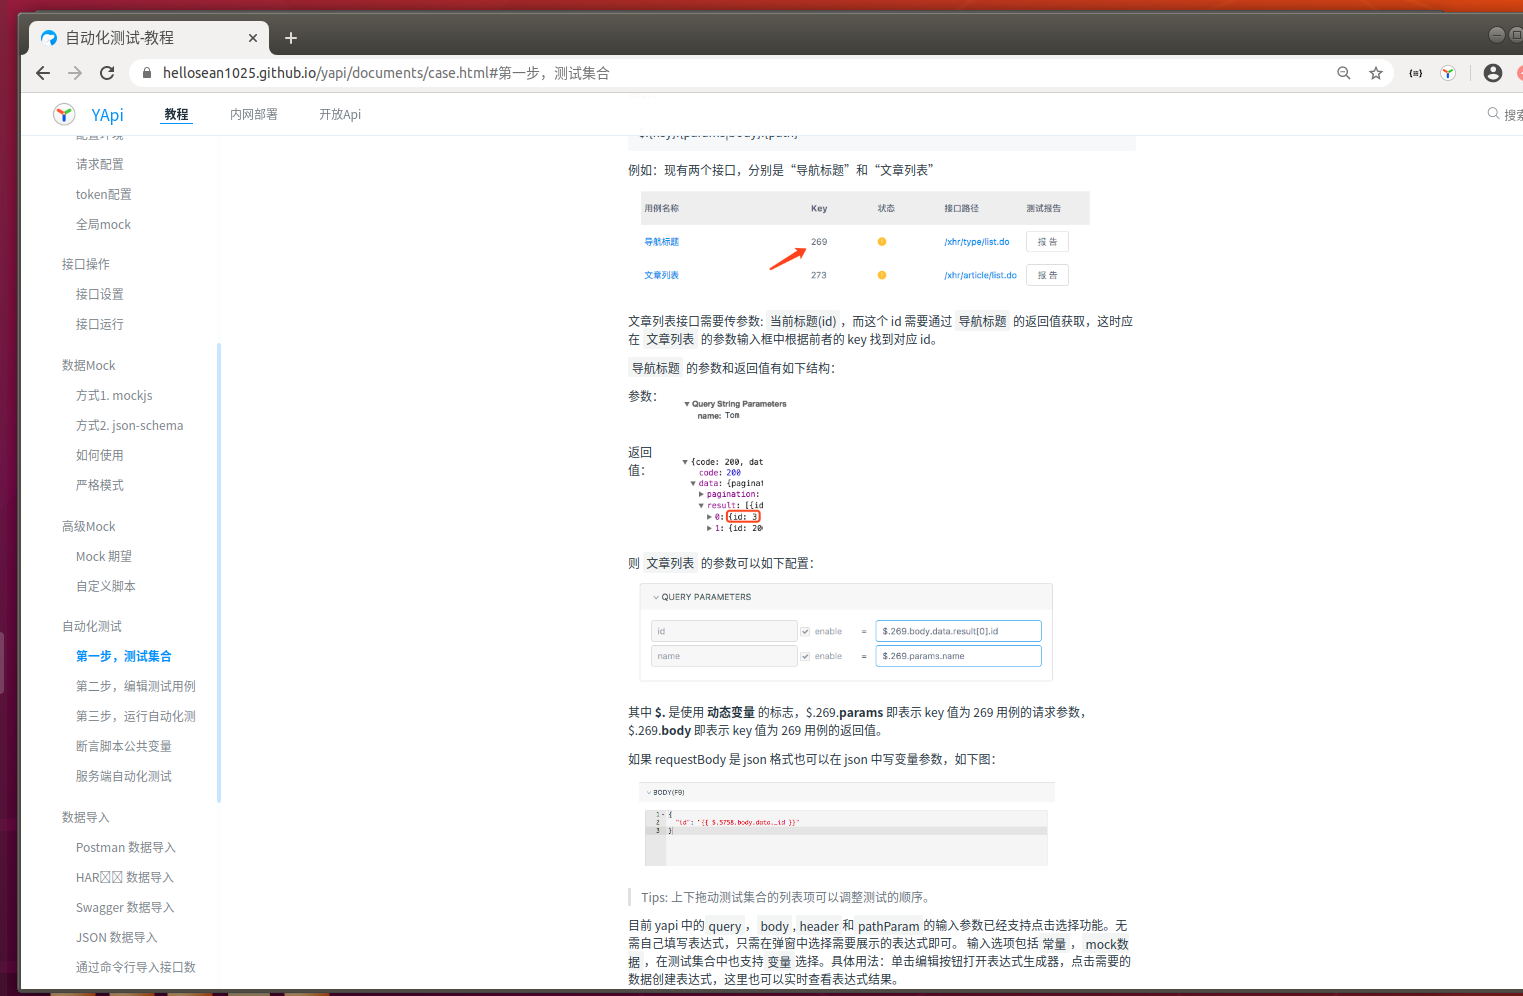 自动化测试-教程
hellosean1025.github.io/yapi/documents/case.html#第一步，测试集合
YApi
教程
内网部署
开放Api
搜索
配置环境
请求配置
token配置
全局mock
接口操作
接口设置
接口运行
数据Mock
方式1. mockjs
方式2. json-schema
如何使用
严格模式
高级Mock
Mock 期望
自定义脚本
自动化测试
第一步，测试集合
第二步，编辑测试用例
第三步，运行自动化测
断言脚本公共变量
服务端自动化测试
数据导入
Postman 数据导入
HAR 数据导入
Swagger 数据导入
JSON 数据导入
通过命令行导入接口数
$.{key}.{params|body}.{path}
例如：现有两个接口，分别是“导航标题”和“文章列表”
用例名称 Key 状态 接口路径 测试报告
导航标题 269 /xhr/type/list.do 报 告
文章列表 273 /xhr/article/list.do 报 告
文章列表接口需要传参数: 当前标题(id) ，而这个 id 需要通过 导航标题 的返回值获取，这时应
在 文章列表 的参数输入框中根据前者的 key 找到对应 id。
导航标题 的参数和返回值有如下结构：
参数：
Query String Parameters
name: Tom
返回
值：
{code: 200, dat
code: 200
data: {paginat
pagination:
result: [{id
0: {id: 3
1: {id: 20
则 文章列表 的参数可以如下配置：
QUERY PARAMETERS
id enable = $.269.body.data.result[0].id
name enable = $.269.params.name
其中 $. 是使用 动态变量 的标志，$.269.params 即表示 key 值为 269 用例的请求参数，
$.269.body 即表示 key 值为 269 用例的返回值。
如果 requestBody 是 json 格式也可以在 json 中写变量参数，如下图：
BODY(F9)
1 {
2 "id": "{{ $.5758.body.data._id }}"
3 }
Tips: 上下拖动测试集合的列表项可以调整测试的顺序。
目前 yapi 中的 query ， body , header 和 pathParam 的输入参数已经支持点击选择功能。无
需自己填写表达式，只需在弹窗中选择需要展示的表达式即可。 输入选项包括 常量 ， mock数
据 ，在测试集合中也支持 变量 选择。具体用法：单击编辑按钮打开表达式生成器，点击需要的
数据创建表达式，这里也可以实时查看表达式结果。